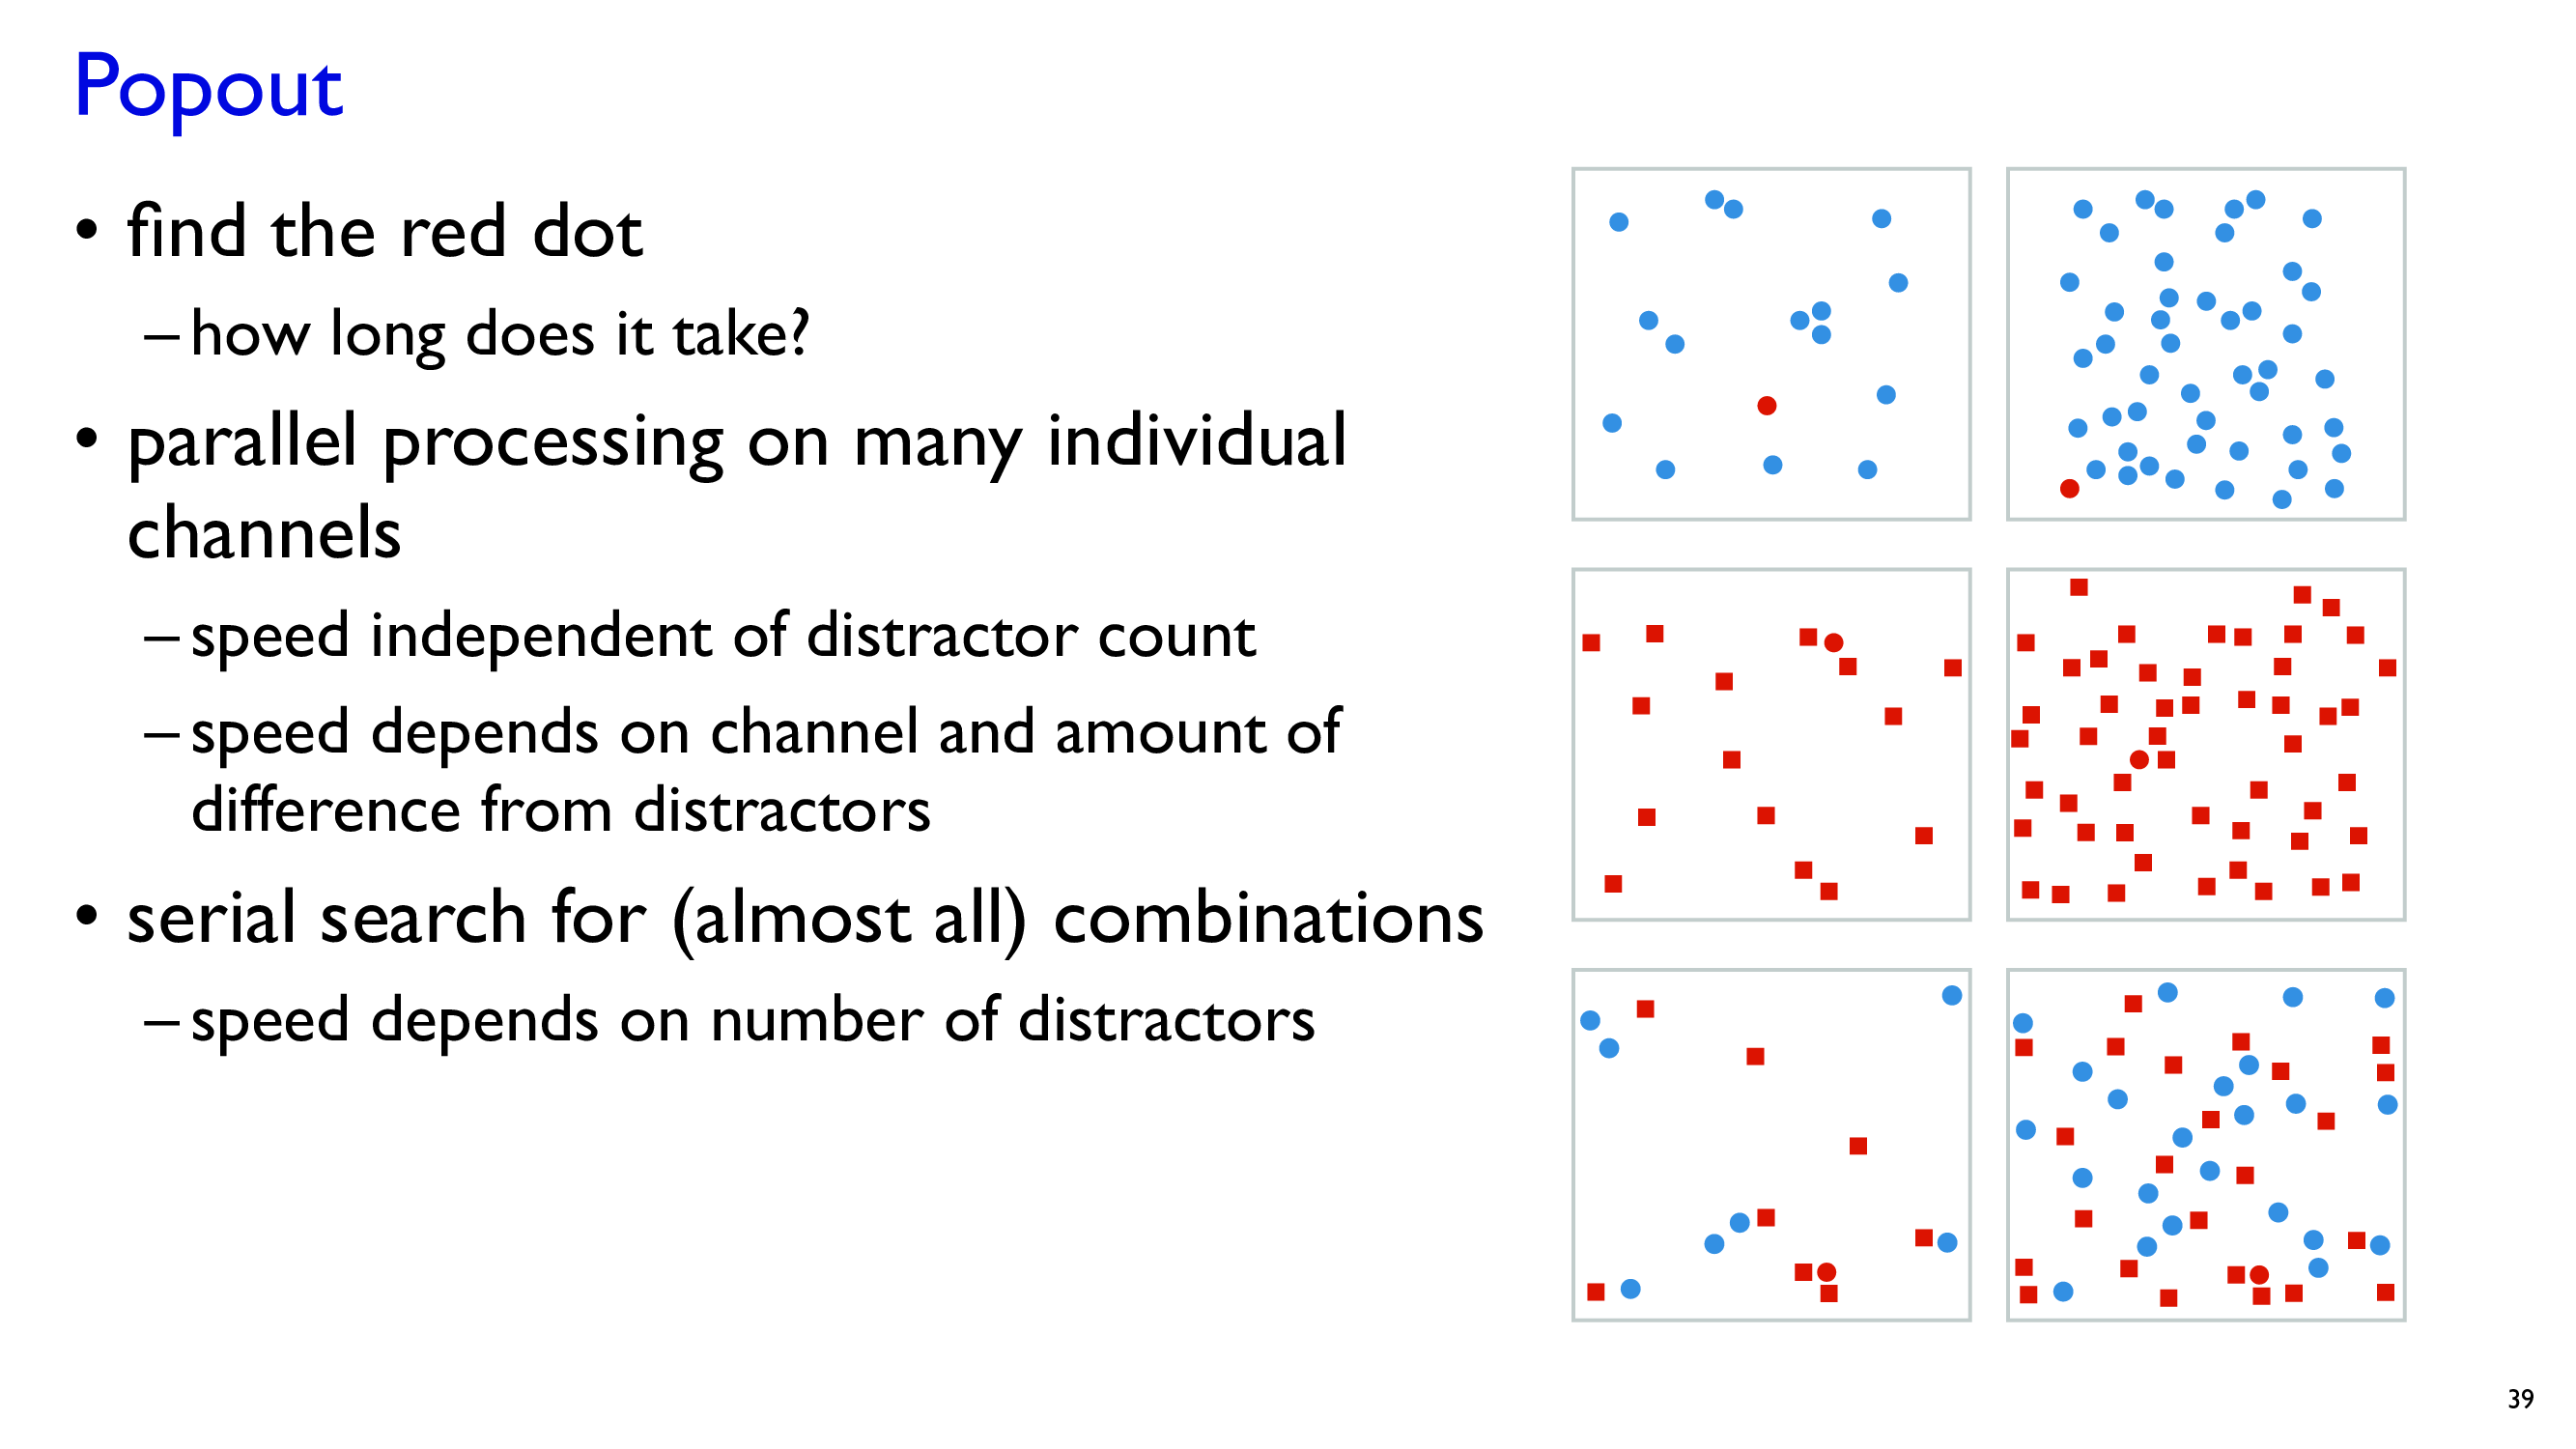 Popout
• find the red dot
– how long does it take?
• parallel processing on many individual
channels
– speed independent of distractor count
– speed depends on channel and amount of
difference from distractors
• serial search for (almost all) combinations
– speed depends on number of distractors
39